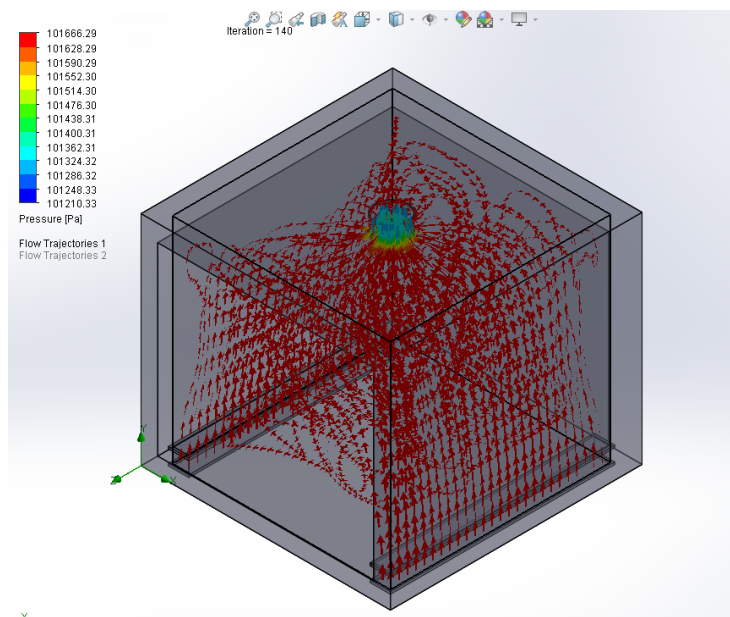 Iteration = 140
101666.29
101628.29
101590.29
101552.30
101514.30
101476.30
101438.31
101400.31
101362.31
101324.32
101286.32
101248.33
101210.33
Pressure [Pa]
Flow Trajectories 1
Flow Trajectories 2
Y
Z
X
Y